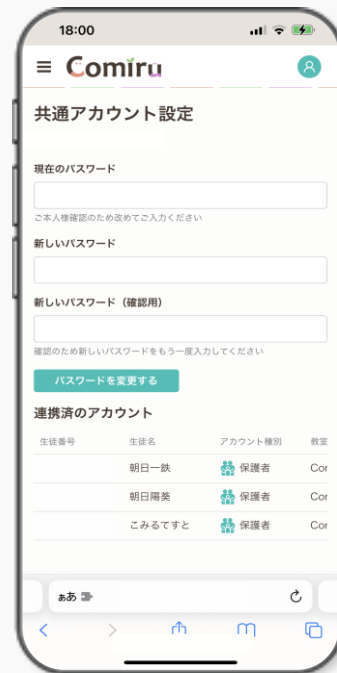 18:00
Comiru
共通アカウント設定
現在のパスワード
ご本人様確認のため改めてご入力ください
新しいパスワード
新しいパスワード（確認用）
確認のため新しいパスワードをもう一度入力してください
パスワードを変更する
連携済のアカウント
生徒番号 生徒名 アカウント種別 教室
朝日一鉄 保護者 Cor
朝日陽葵 保護者 Cor
こみるてすと 保護者 Cor
ぁあ